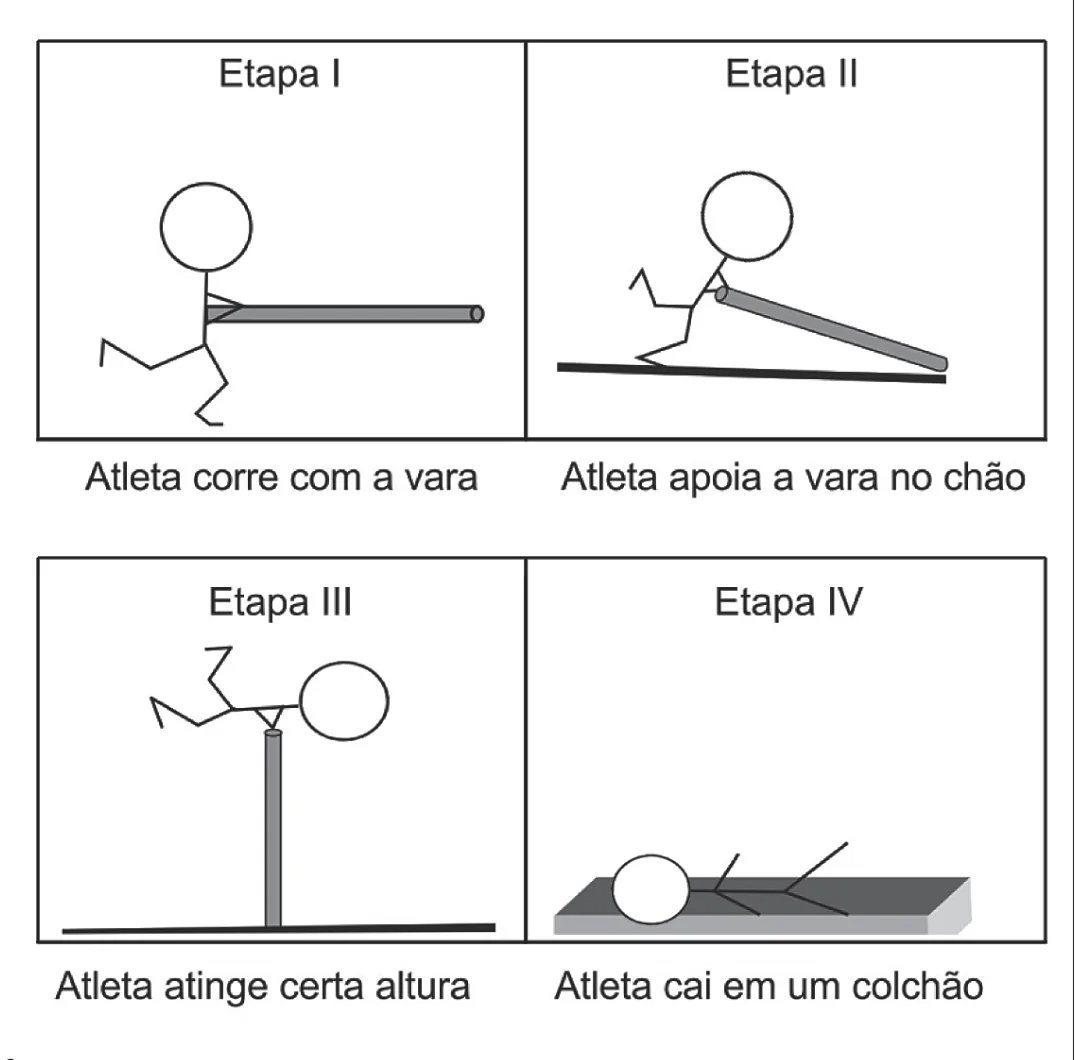 Etapa I
Etapa II
Atleta corre com a vara
Atleta apoia a vara no chão
Etapa III
Etapa IV
Atleta atinge certa altura
Atleta cai em um colchão